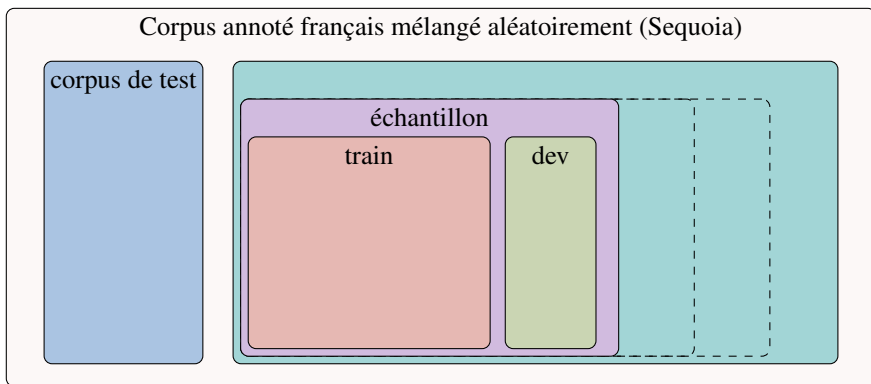 Corpus annoté français mélangé aléatoirement (Sequoia)
corpus de test
échantillon
train
dev